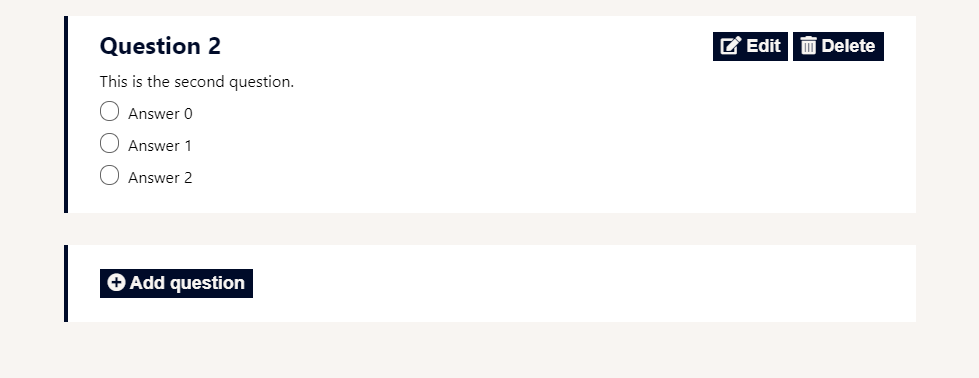 Question 2
Edit
Delete
This is the second question.
Answer 0
Answer 1
Answer 2
Add question